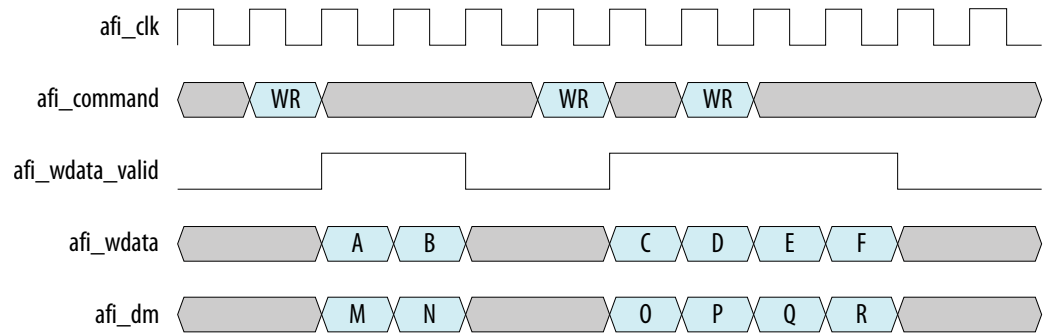 afi_clk
afi_command WR WR WR
afi_wdata_valid
afi_wdata A B C D E F
afi_dm M N O P Q R